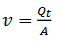 v = Qt / A